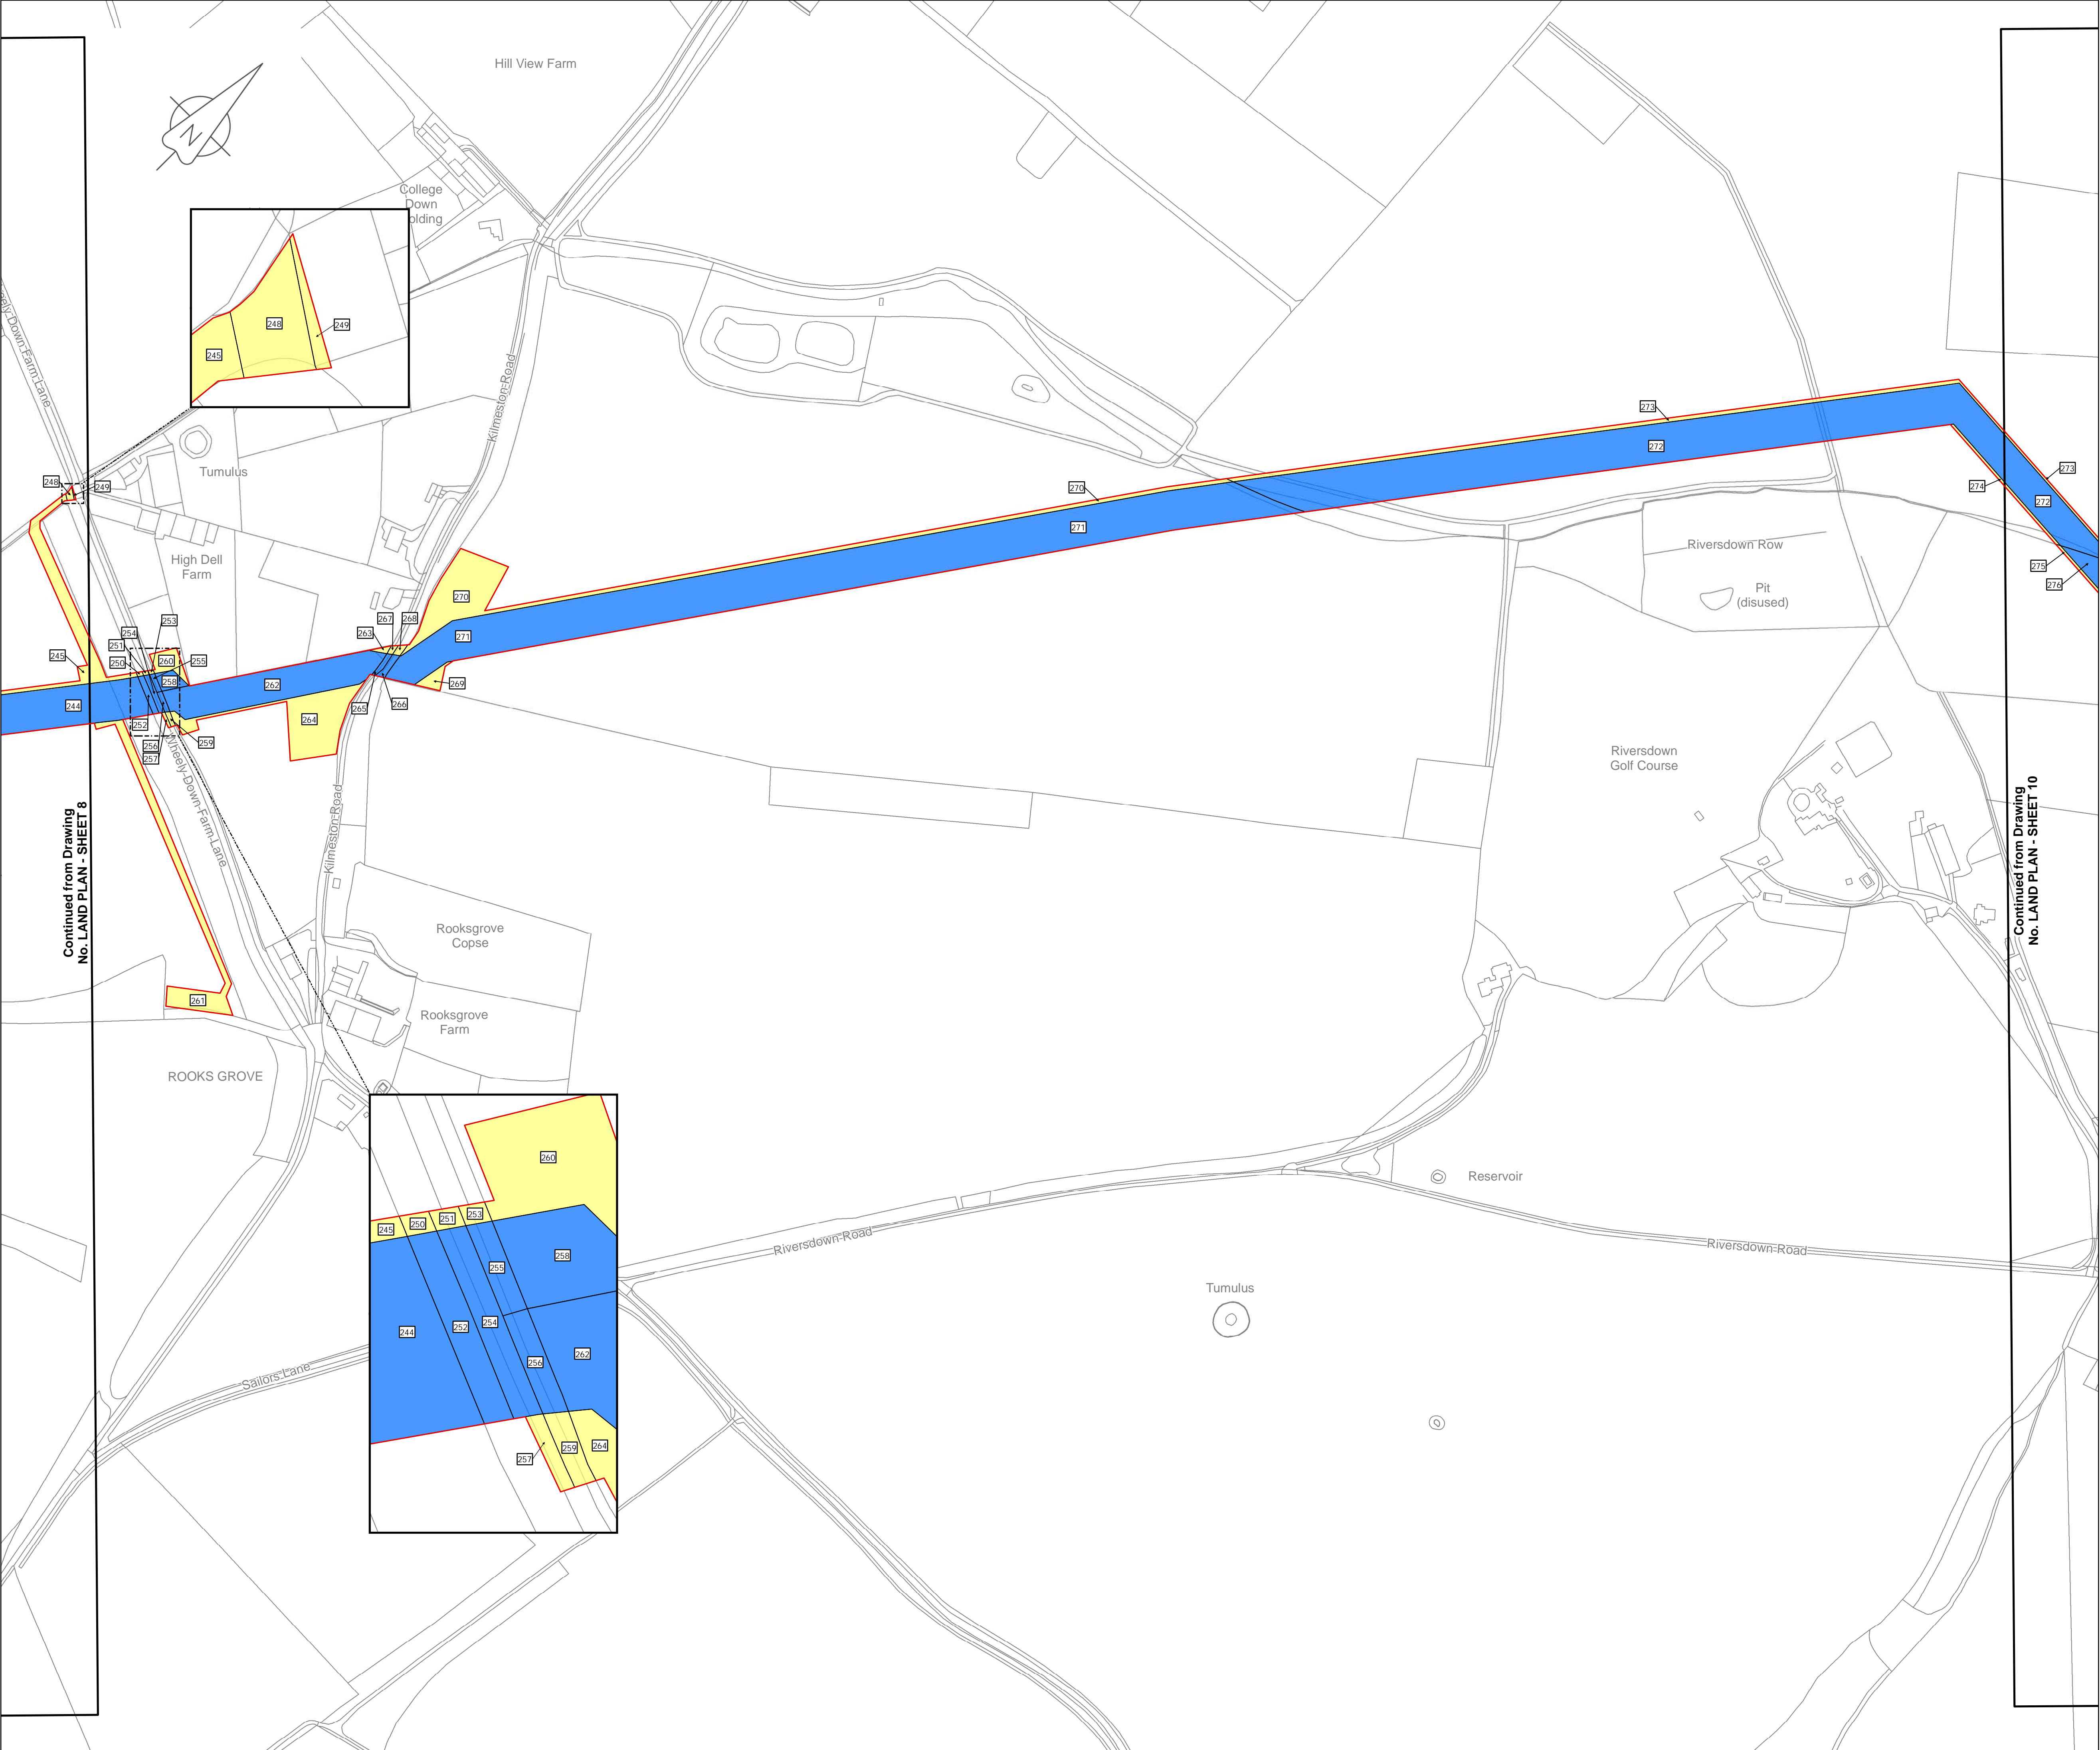 Hill View Farm
N
College
Down
olding
248
249
245
ely-Down-Farm-Lane
Kilmeston-Road
Tumulus
248
249
High Dell
Farm
273
272
270
271
273
274
272
275
276
Riversdown Row
Pit
(disused)
270
267
268
263
271
253
254
251
250
260
255
245
258
262
269
244
264
265
266
252
259
256
257
Wheely-Down-Farm-Lane
Kilmeston-Road
Riversdown
Golf Course
Continued from Drawing
No. LAND PLAN - SHEET 8
Continued from Drawing
No. LAND PLAN - SHEET 10
Rooksgrove
Copse
261
Rooksgrove
Farm
ROOKS GROVE
260
245
250
251
253
258
255
244
252
254
262
256
264
259
257
Reservoir
Riversdown-Road
Riversdown-Road
Tumulus
Sailors-Lane